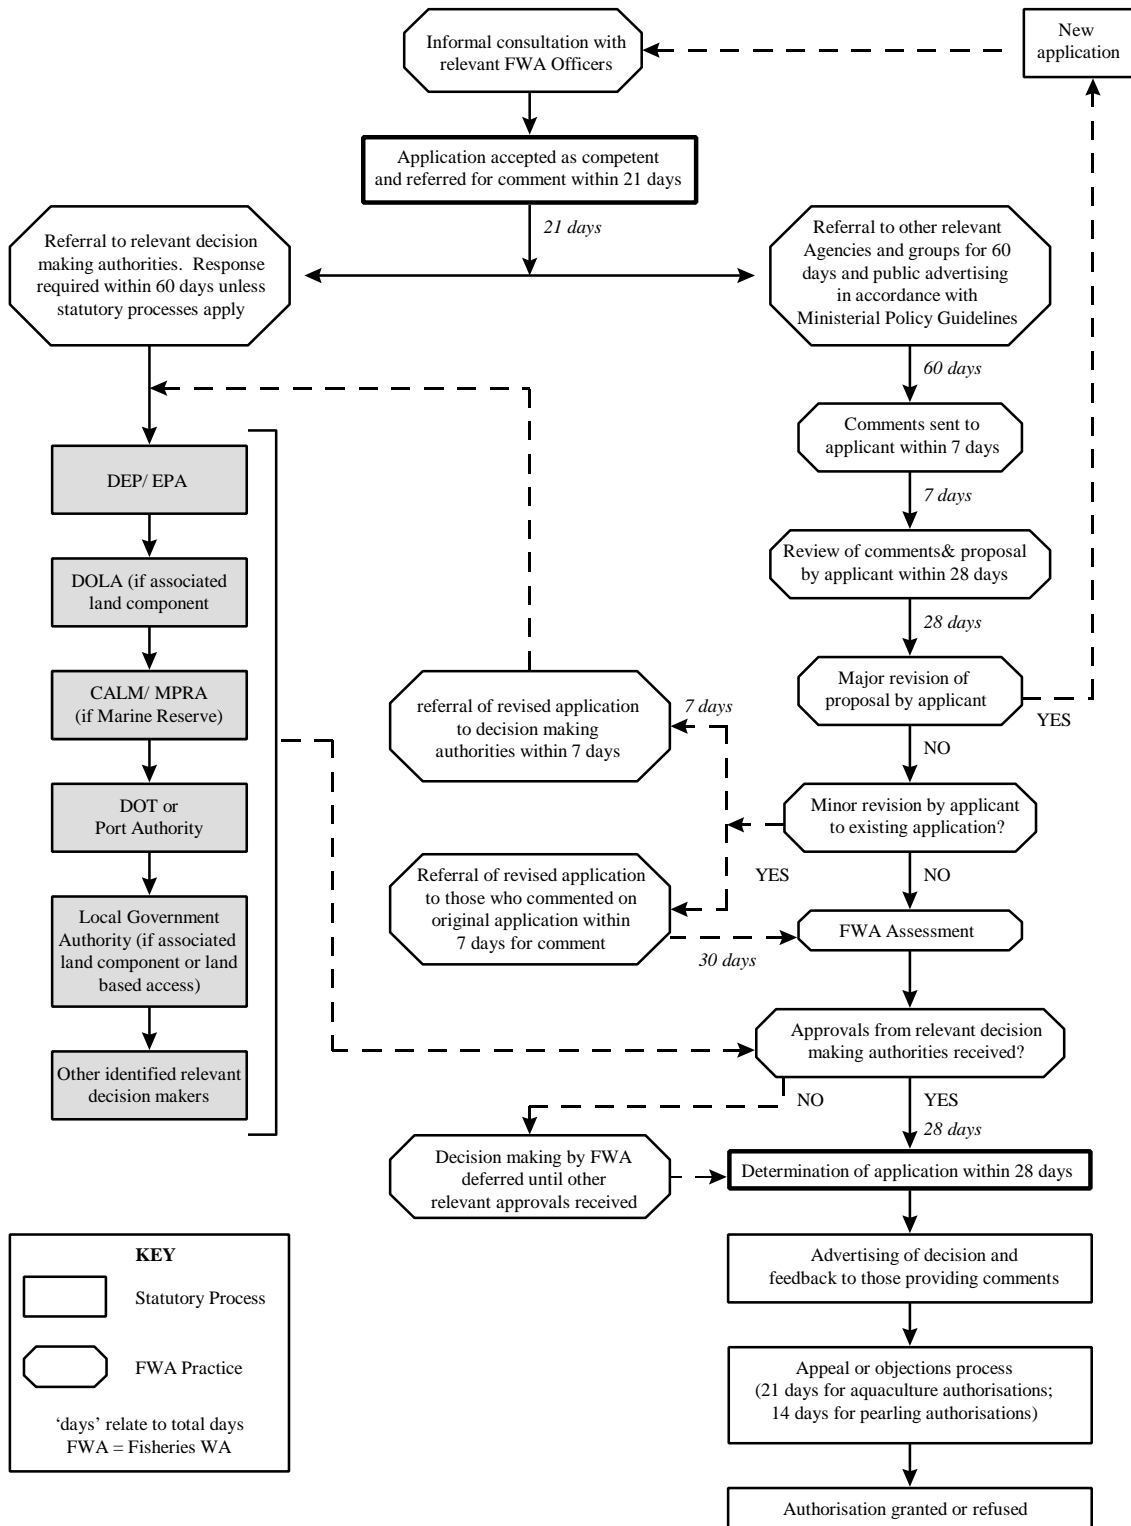 Informal consultation with
relevant FWA Officers
New
application
Application accepted as competent
and referred for comment within 21 days
21 days
Referral to relevant decision
making authorities.  Response
required within 60 days unless
statutory processes apply
Referral to other relevant
Agencies and groups for 60
days and public advertising
in accordance with
Ministerial Policy Guidelines
60 days
Comments sent to
applicant within 7 days
7 days
Review of comments& proposal
by applicant within 28 days
28 days
Major revision of
proposal by applicant
YES
NO
DEP/ EPA
DOLA (if associated
land component
CALM/ MPRA
(if Marine Reserve)
DOT or
Port Authority
Local Government
Authority (if associated
land component or land
based access)
Other identified relevant
decision makers
referral of revised application
to decision making
authorities within 7 days
7 days
Minor revision by applicant
to existing application?
YES
NO
Referral of revised application
to those who commented on
original application within
7 days for comment
30 days
FWA Assessment
Approvals from relevant decision
making authorities received?
NO
YES
28 days
Decision making by FWA
deferred until other
relevant approvals received
Determination of application within 28 days
Advertising of decision and
feedback to those providing comments
Appeal or objections process
(21 days for aquaculture authorisations;
14 days for pearling authorisations)
Authorisation granted or refused
KEY
Statutory Process
FWA Practice
‘days’ relate to total days
FWA = Fisheries WA